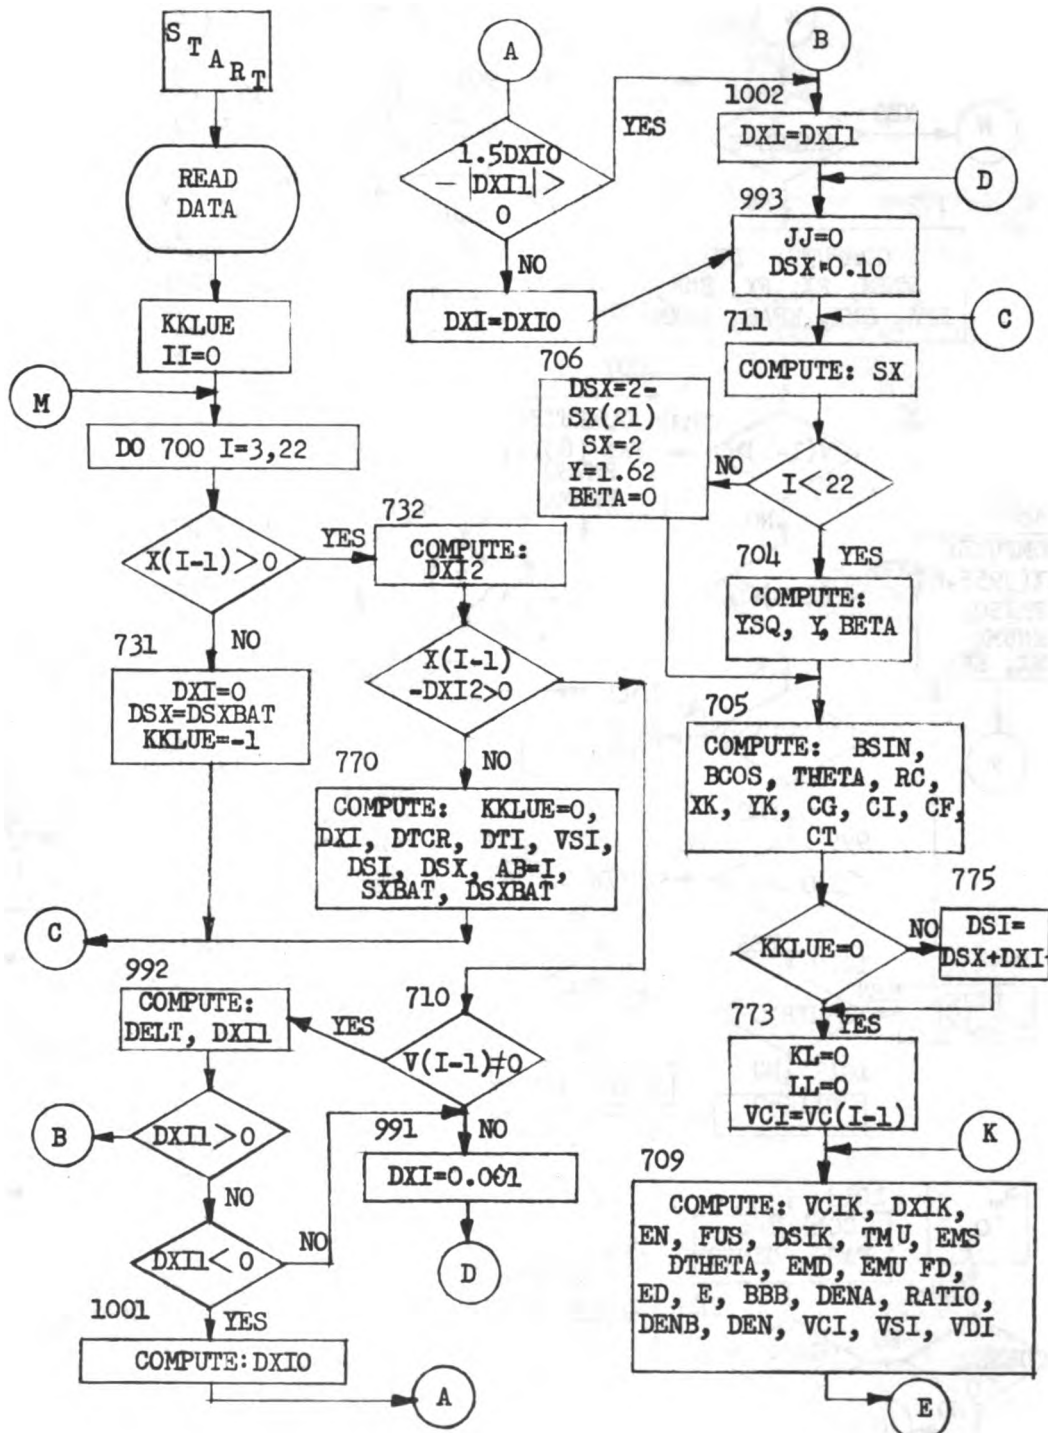 START
READ
DATA
KKLUE
II=0
M
DO 700 I=3,22
X(I-1)>0
YES
NO
732
COMPUTE:
DXI2
731
DXI=0
DSX=DSXBAT
KKLUE=-1
X(I-1)
-DXI2>0
NO
770
COMPUTE: KKLUE=0,
DXI, DTCR, DTI, VSI,
DSI, DSX, AB=I,
SXBAT, DSXBAT
C
992
COMPUTE:
DELT, DXI1
YES
710
V(I-1)≠0
NO
B
DXI1>0
NO
991
DXI=0.001
D
DXI1<0
NO
YES
1001
COMPUTE:DXIO
A
A
1.5DXIO
- |DXI1| >
0
YES
NO
DXI=DXIO
B
1002
DXI=DXI1
D
993
JJ=0
DSX=0.10
C
711
COMPUTE: SX
706
DSX=2-
SX(21)
SX=2
Y=1.62
BETA=0
NO
I<22
YES
704
COMPUTE:
YSQ, Y, BETA
705
COMPUTE: BSIN,
BCOS, THETA, RC,
XK, YK, CG, CI, CF,
CT
KKLUE=0
NO
775
DSI=
DSX+DXI
YES
773
KL=0
LL=0
VCI=VC(I-1)
K
709
COMPUTE: VCIK, DXIK,
EN, FUS, DSIK, TMU, EMS
DTHETA, EMD, EMU FD,
ED, E, BBB, DENA, RATIO,
DENB, DEN, VCI, VSI, VDI
E